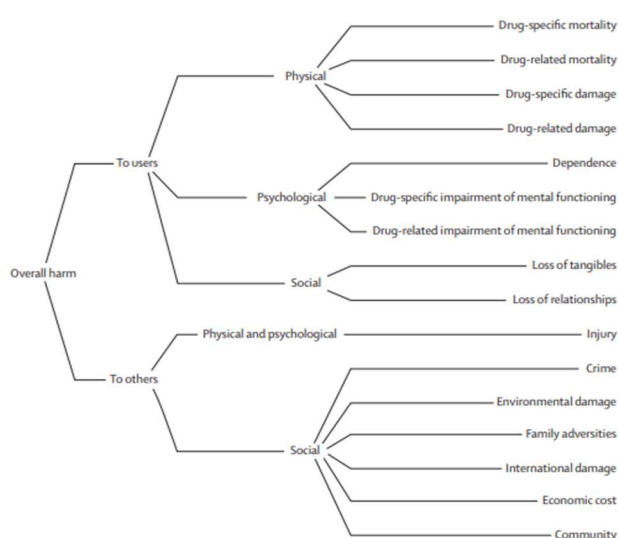 Drug-specific mortality
Drug-related mortality
Physical
Drug-specific damage
Drug-related damage
To users
Dependence
Psychological
Drug-specific impairment of mental functioning
Drug-related impairment of mental functioning
Overall harm
Loss of tangibles
Social
Loss of relationships
Physical and psychological
Injury
To others
Crime
Environmental damage
Family adversities
Social
International damage
Economic cost
Community